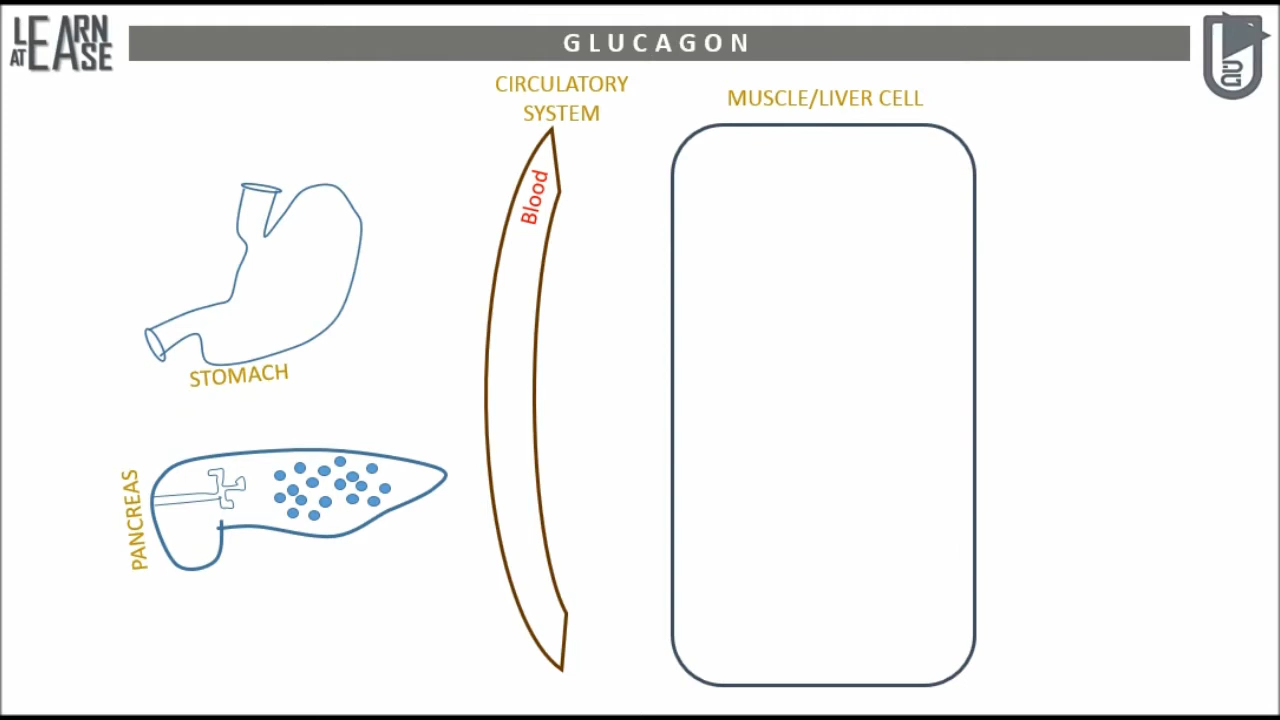 LEARN
AT EASE
GLUCAGON
CIRCULATORY
SYSTEM
MUSCLE/LIVER CELL
Blood
STOMACH
PANCREAS